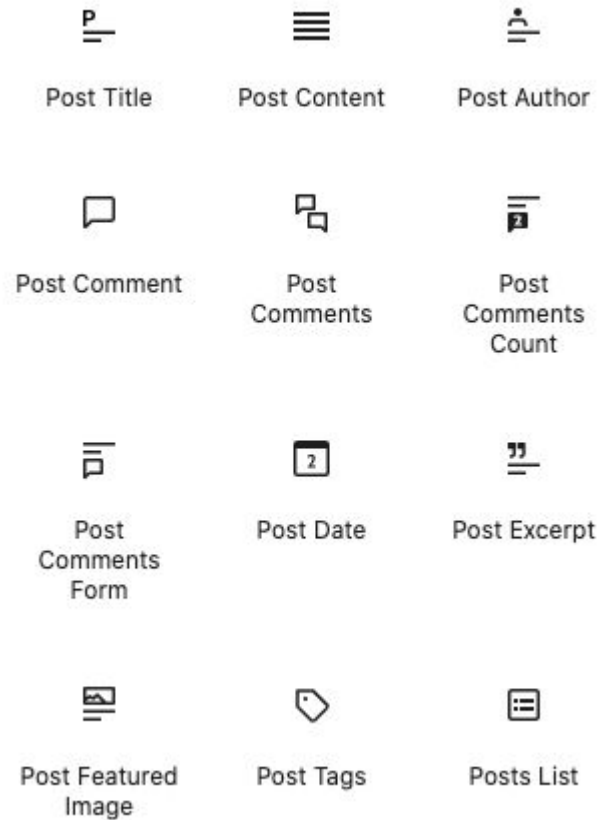 P
Post Title
Post Content
Post Author
Post Comment
Post
Comments
2
Post
Comments
Count
Post
Comments
Form
2
Post Date
"
Post Excerpt
Post Featured
Image
Post Tags
Posts List